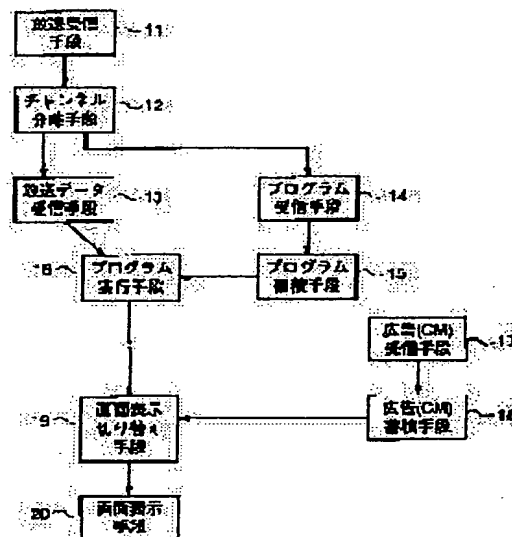 放送受信
手段
11
チャンネル
分離手段
12
放送データ
受信手段
13
プログラム
受信手段
14
プログラム
実行手段
プログラム
蓄積手段
15
広告(CM)
受信手段
17
画面表示
切り替え
手段
広告(CM)
蓄積手段
画面表示
手段
20